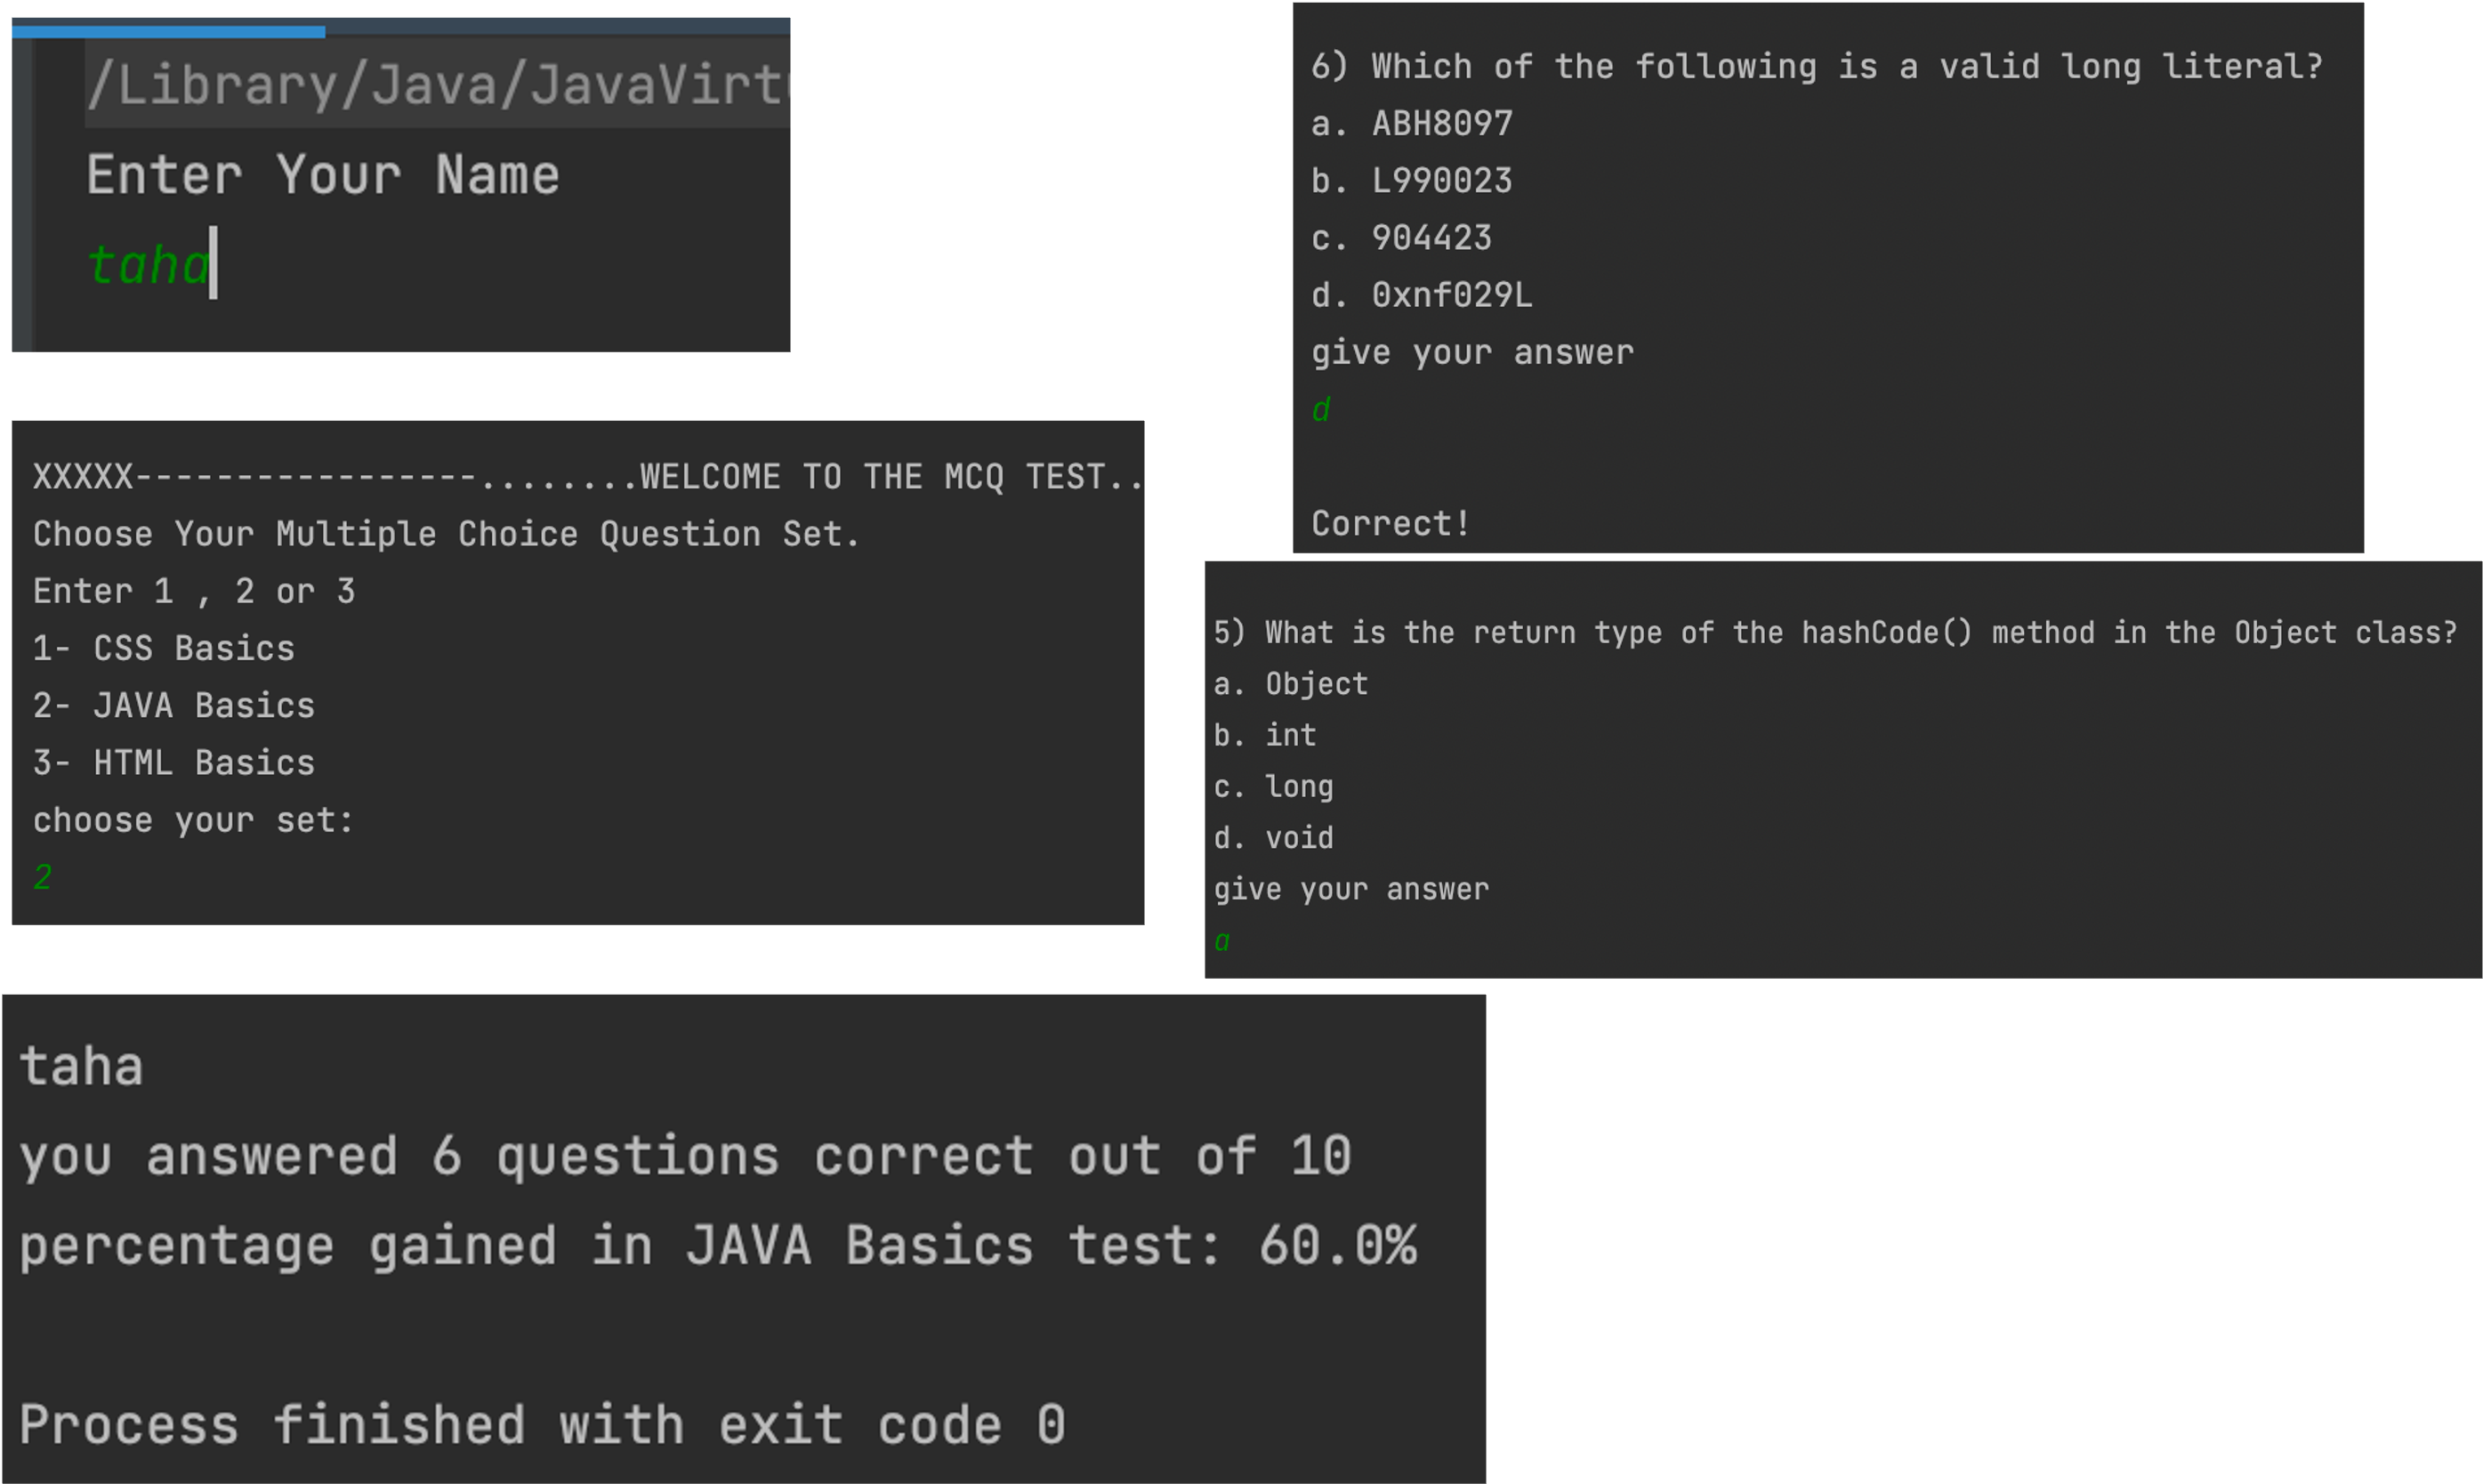 /Library/Java/JavaVirt
Enter Your Name
taha
XXXXX-----------------........WELCOME TO THE MCQ TEST..
Choose Your Multiple Choice Question Set.
Enter 1 , 2 or 3
1- CSS Basics
2- JAVA Basics
3- HTML Basics
choose your set:
2
6) Which of the following is a valid long literal?
a. ABH8097
b. L990023
c. 904423
d. 0xnf029L
give your answer
d
Correct!
5) What is the return type of the hashCode() method in the Object class?
a. Object
b. int
c. long
d. void
give your answer
a
taha
you answered 6 questions correct out of 10
percentage gained in JAVA Basics test: 60.0%
Process finished with exit code 0